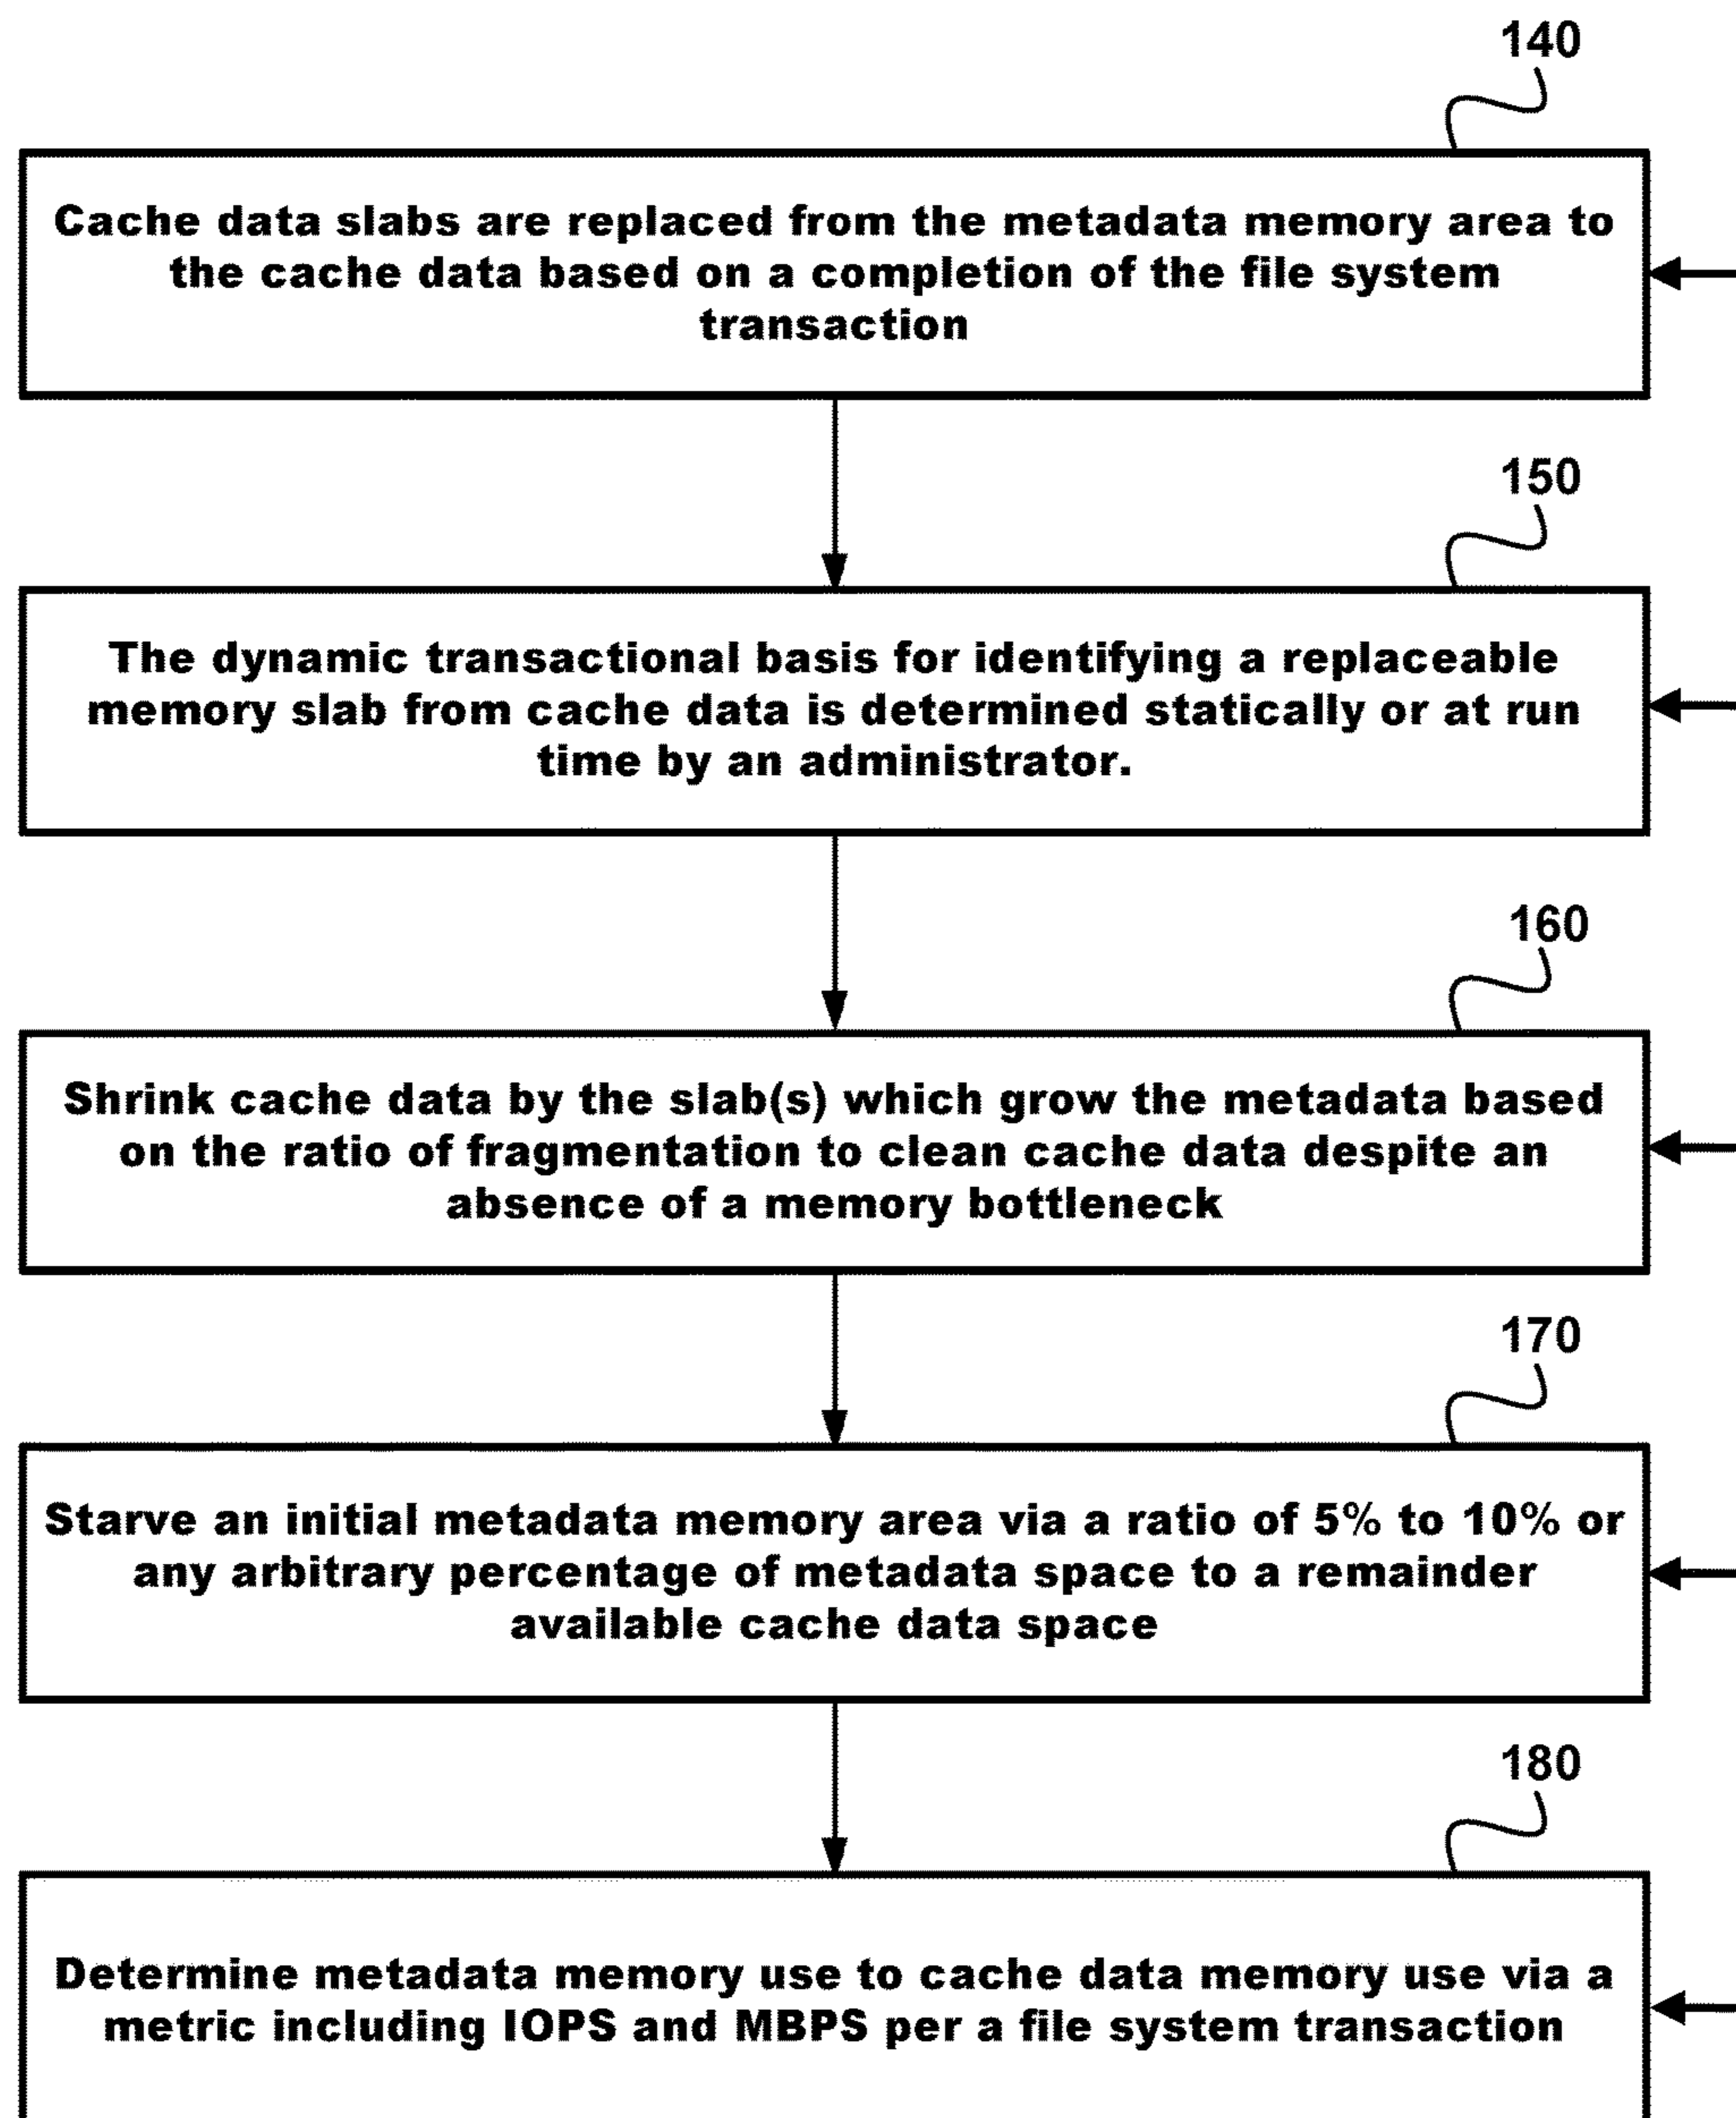 140
Cache data slabs are replaced from the metadata memory area to
the cache data based on a completion of the file system
transaction
150
The dynamic transactional basis for identifying a replaceable
memory slab from cache data is determined statically or at run
time by an administrator.
160
Shrink cache data by the slab(s) which grow the metadata based
on the ratio of fragmentation to clean cache data despite an
absence of a memory bottleneck
170
Starve an initial metadata memory area via a ratio of 5% to 10% or
any arbitrary percentage of metadata space to a remainder
available cache data space
180
Determine metadata memory use to cache data memory use via a
metric including IOPS and MBPS per a file system transaction